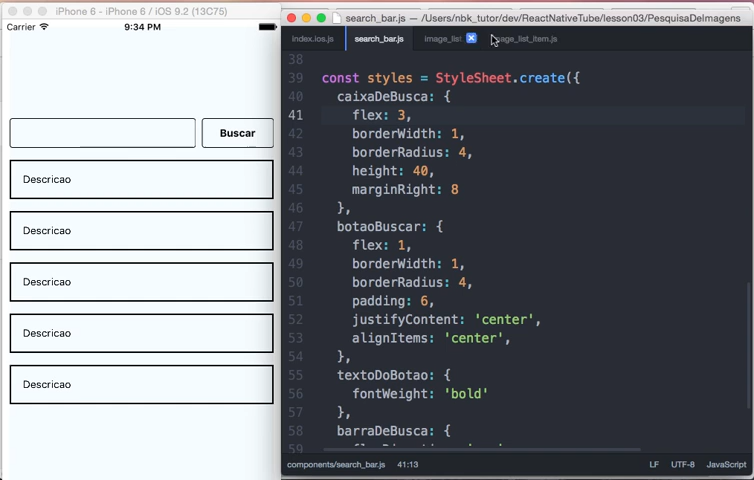 iPhone 6 - iPhone 6 / iOS 9.2 (13C75)
Carrier
9:34 PM
Buscar
Descricao
Descricao
Descricao
Descricao
Descricao
search_bar.js — /Users/nbk_tutor/dev/ReactNativeTube/lesson03/PesquisaDeImagens
index.ios.js
search_bar.js
image_list
image_list_item.js
38
39 const styles = StyleSheet.create({
40 caixaDeBusca: {
41 flex: 3,
42 borderWidth: 1,
43 borderRadius: 4,
44 height: 40,
45 marginRight: 8
46 },
47 botaoBuscar: {
48 flex: 1,
49 borderWidth: 1,
50 borderRadius: 4,
51 padding: 6,
52 justifyContent: 'center',
53 alignItems: 'center',
54 },
55 textoDoBotao: {
56 fontWeight: 'bold'
57 },
58 barraDeBusca: {
59
components/search_bar.js 41:13
LF UTF-8 JavaScript